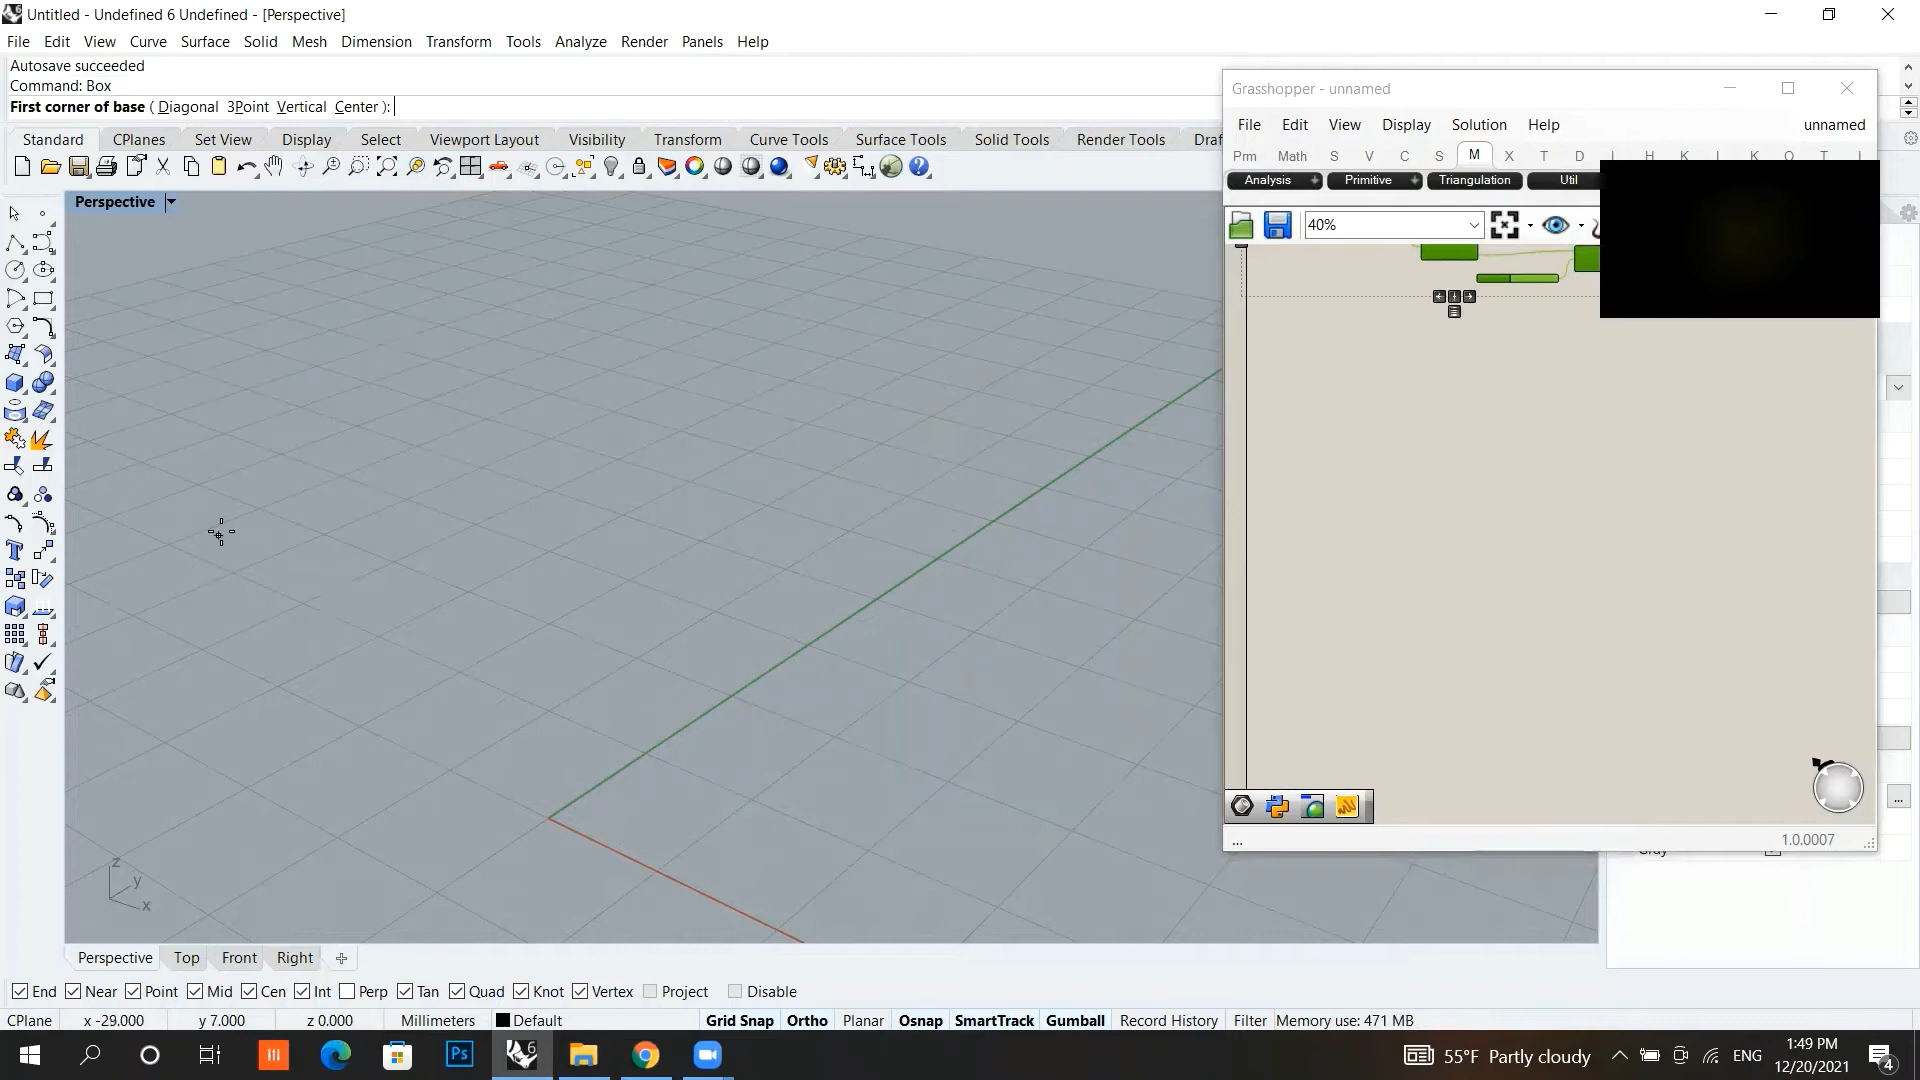 Untitled - Undefined 6 Undefined - [Perspective]
File Edit View Curve Surface Solid Mesh Dimension Transform Tools Analyze Render Panels Help
Autosave succeeded
Command: Box
First corner of base ( Diagonal 3Point Vertical Center ):
Standard CPlanes Set View Display Select Viewport Layout Visibility Transform Curve Tools Surface Tools Solid Tools Render Tools Draf
Perspective
Grasshopper - unnamed
File Edit View Display Solution Help unnamed
Prm Math S V C S M X T D
Analysis Primitive Triangulation Util
40%
...
1.0.0007
...
z
y
x
Perspective Top Front Right
End Near Point Mid Cen Int Perp Tan Quad Knot Vertex Project Disable
CPlane x -29.000 y 7.000 z 0.000 Millimeters Default Grid Snap Ortho Planar Osnap SmartTrack Gumball Record History Filter Memory use: 471 MB
Ps
6
55°F Partly cloudy ENG 1:49 PM
12/20/2021
4